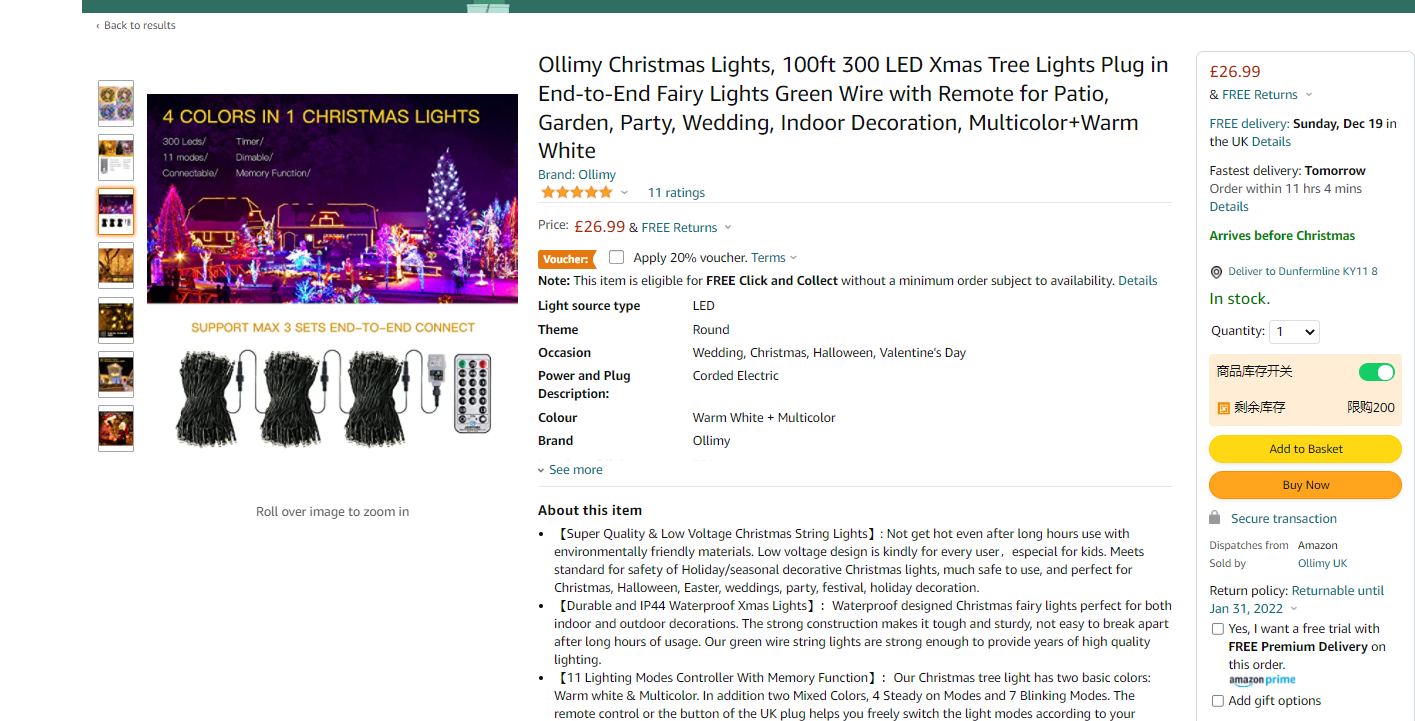 ‹ Back to results
4 COLORS IN 1 CHRISTMAS LIGHTS
300 Leds/ Timer/
11 modes/ Dimable/
Connectable/ Memory Function/
SUPPORT MAX 3 SETS END-TO-END CONNECT
Roll over image to zoom in
Ollimy Christmas Lights, 100ft 300 LED Xmas Tree Lights Plug in
End-to-End Fairy Lights Green Wire with Remote for Patio,
Garden, Party, Wedding, Indoor Decoration, Multicolor+Warm
White
Brand: Ollimy
11 ratings
Price: £26.99 & FREE Returns
Voucher: Apply 20% voucher. Terms
Note: This item is eligible for FREE Click and Collect without a minimum order subject to availability. Details
Light source type LED
Theme Round
Occasion Wedding, Christmas, Halloween, Valentine's Day
Power and Plug Corded Electric
Description:
Colour Warm White + Multicolor
Brand Ollimy
See more
About this item
【Super Quality & Low Voltage Christmas String Lights】: Not get hot even after long hours use with
environmentally friendly materials. Low voltage design is kindly for every user，especial for kids. Meets
standard for safety of Holiday/seasonal decorative Christmas lights, much safe to use, and perfect for
Christmas, Halloween, Easter, weddings, party, festival, holiday decoration.
【Durable and IP44 Waterproof Xmas Lights】：Waterproof designed Christmas fairy lights perfect for both
indoor and outdoor decorations. The strong construction makes it tough and sturdy, not easy to break apart
after long hours of usage. Our green wire string lights are strong enough to provide years of high quality
lighting.
【11 Lighting Modes Controller With Memory Function】：Our Christmas tree light has two basic colors:
Warm white & Multicolor. In addition two Mixed Colors, 4 Steady on Modes and 7 Blinking Modes. The
remote control or the button of the UK plug helps you freely switch the light modes according to your
£26.99
& FREE Returns
FREE delivery: Sunday, Dec 19 in
the UK Details
Fastest delivery: Tomorrow
Order within 11 hrs 4 mins
Details
Arrives before Christmas
Deliver to Dunfermline KY11 8
In stock.
Quantity: 1
商品库存开关
剩余库存 限购200
Add to Basket
Buy Now
Secure transaction
Dispatches from Amazon
Sold by Ollimy UK
Return policy: Returnable until
Jan 31, 2022
Yes, I want a free trial with
FREE Premium Delivery on
this order.
amazon prime
Add gift options